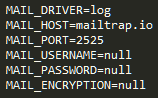 MAIL_DRIVER=log
MAIL_HOST=mailtrap.io
MAIL_PORT=2525
MAIL_USERNAME=null
MAIL_PASSWORD=null
MAIL_ENCRYPTION=null